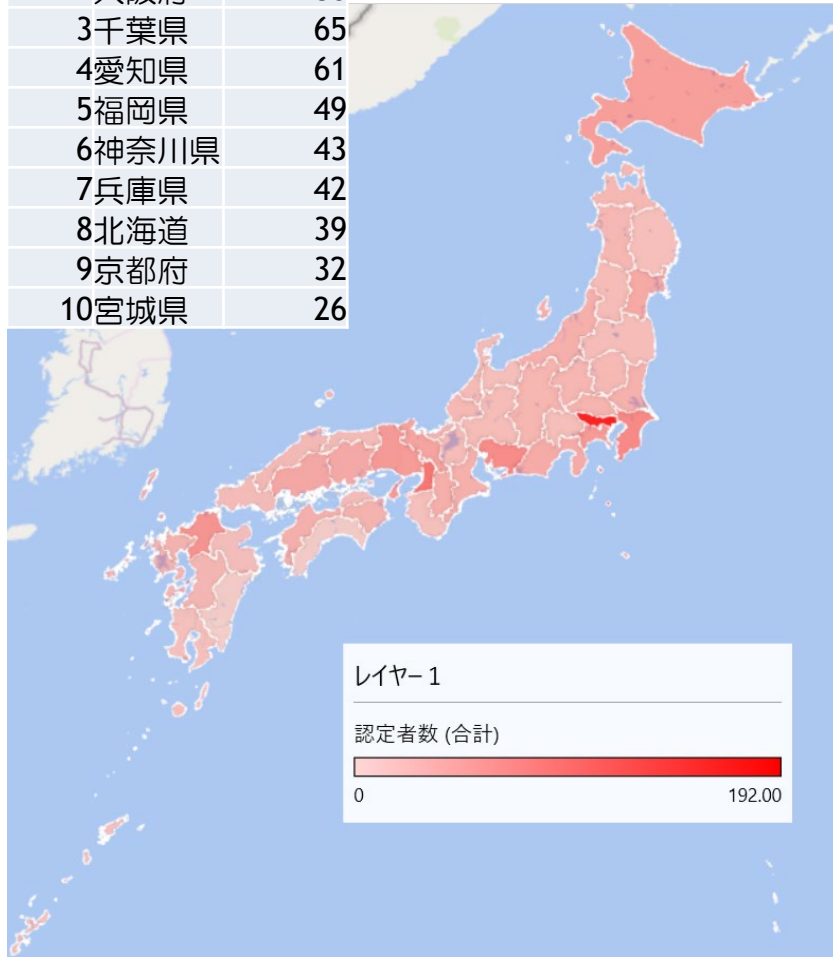 3 千葉県 65
4 愛知県 61
5 福岡県 49
6 神奈川県 43
7 兵庫県 42
8 北海道 39
9 京都府 32
10 宮城県 26
レイヤー 1
認定者数 (合計)
0 192.00